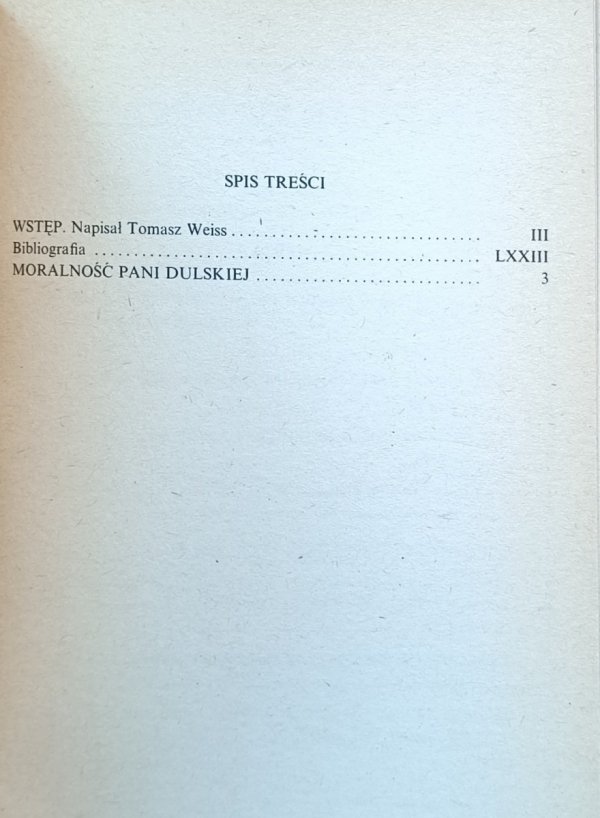 SPIS TREŚCI
WSTĘP. Napisał Tomasz Weiss . . . . . . . . . . . . . . . . . . . . . . . . . . . . . . . III
Bibliografia . . . . . . . . . . . . . . . . . . . . . . . . . . . . . . . . . . . . . . . . . . . . . . . LXXIII
MORALNOŚĆ PANI DULSKIEJ . . . . . . . . . . . . . . . . . . . . . . . . . . . . 3